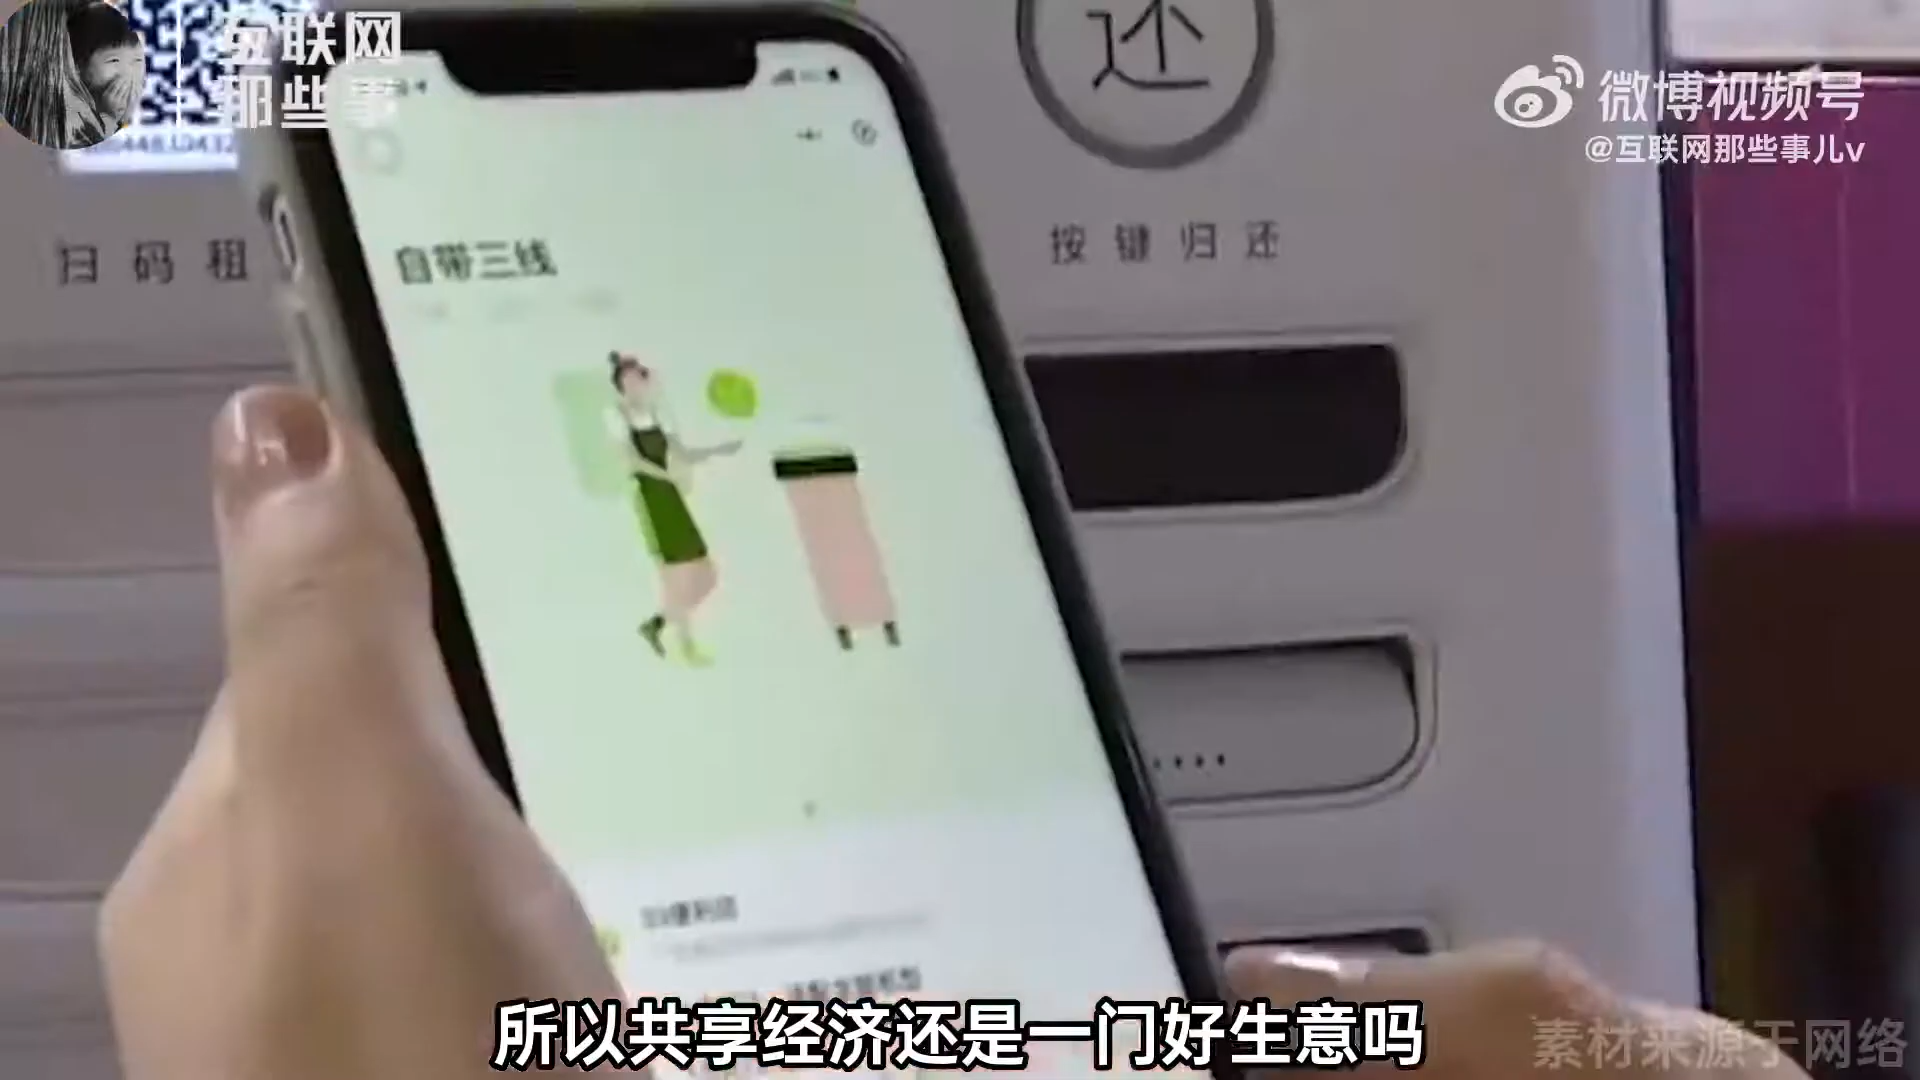 互联网
那些事
微博视频号
@互联网那些事儿v
还
扫码租
按键归还
自带三线
所以共享经济还是一门好生意吗
素材来源于网络